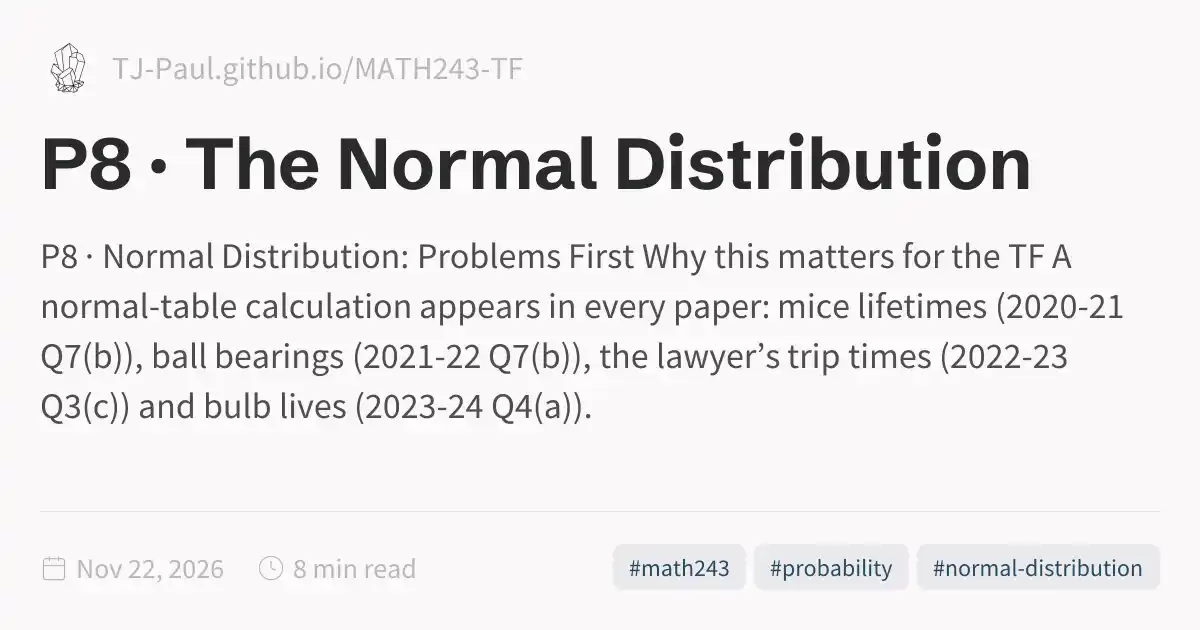 TJ-Paul.github.io/MATH243-TF
P8 · The Normal Distribution
P8 · Normal Distribution: Problems First Why this matters for the TF A
normal-table calculation appears in every paper: mice lifetimes (2020-21
Q7(b)), ball bearings (2021-22 Q7(b)), the lawyer’s trip times (2022-23
Q3(c)) and bulb lives (2023-24 Q4(a)).
Nov 22, 2026 8 min read #math243 #probability #normal-distribution